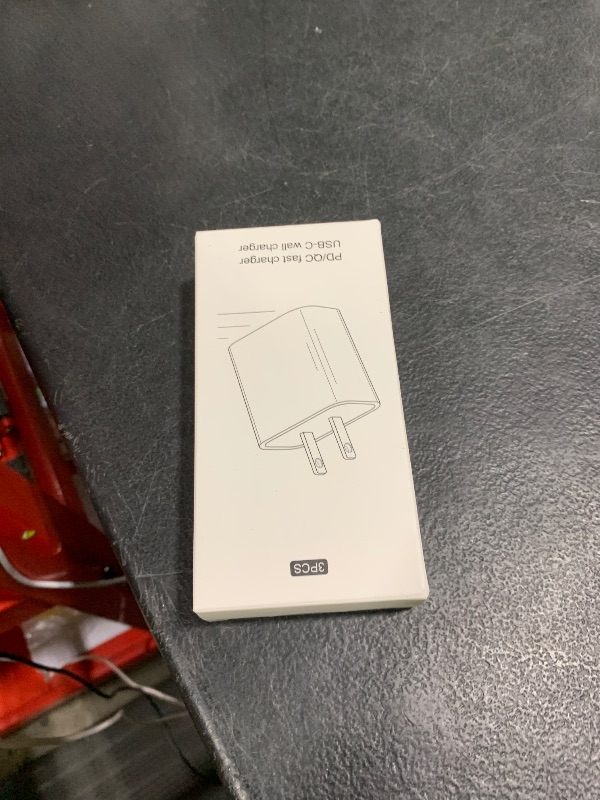 3PCS
PD/QC fast charger
USB-C wall charger